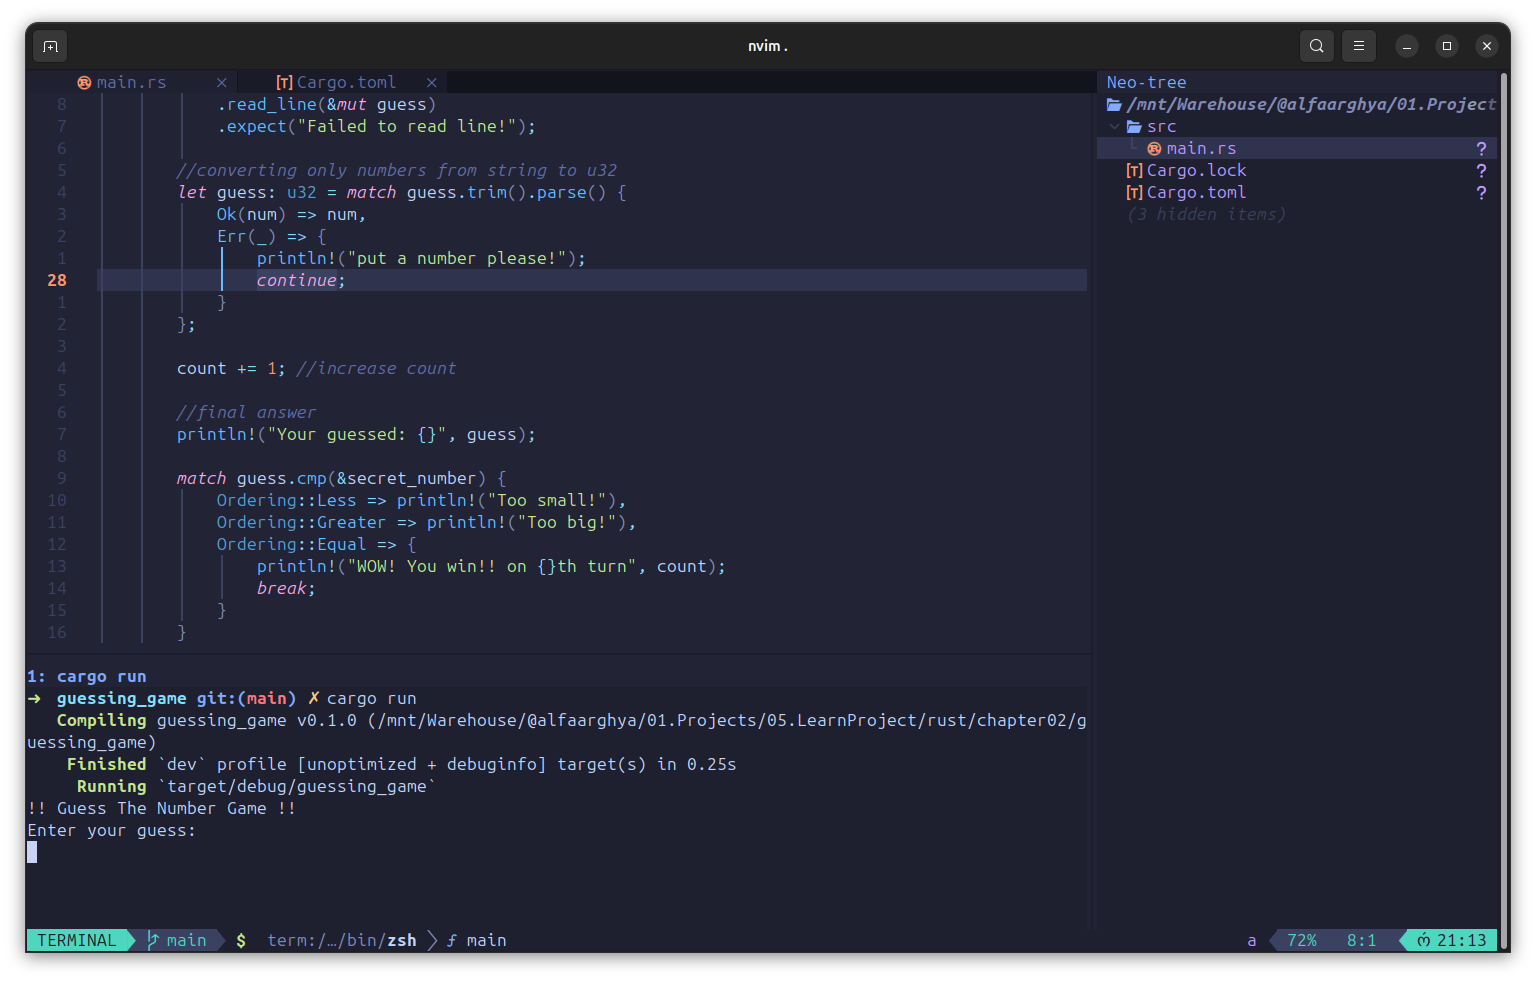 nvim .
main.rs
Cargo.toml
8 .read_line(&mut guess)
7 .expect("Failed to read line!");
6
5 //converting only numbers from string to u32
4 let guess: u32 = match guess.trim().parse() {
3 Ok(num) => num,
2 Err(_) => {
1 println!("put a number please!");
28 continue;
1 }
2 };
3
4 count += 1; //increase count
5
6 //final answer
7 println!("Your guessed: {}", guess);
8
9 match guess.cmp(&secret_number) {
10 Ordering::Less => println!("Too small!"),
11 Ordering::Greater => println!("Too big!"),
12 Ordering::Equal => {
13 println!("WOW! You win!! on {}th turn", count);
14 break;
15 }
16 }
Neo-tree
/mnt/Warehouse/@alfaarghya/01.Project
src
main.rs ?
[T] Cargo.lock ?
[T] Cargo.toml ?
(3 hidden items)
1: cargo run
➜ guessing_game git:(main) ✗ cargo run
Compiling guessing_game v0.1.0 (/mnt/Warehouse/@alfaarghya/01.Projects/05.LearnProject/rust/chapter02/g
uessing_game)
Finished `dev` profile [unoptimized + debuginfo] target(s) in 0.25s
Running `target/debug/guessing_game`
!! Guess The Number Game !!
Enter your guess:
TERMINAL main $ term:/…/bin/zsh ƒ main a 72% 8:1 21:13